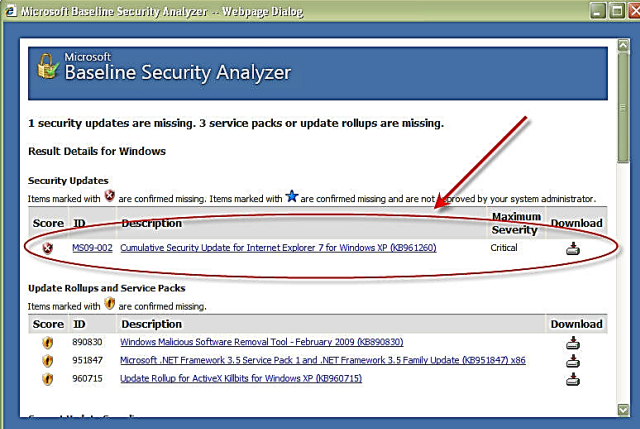 Microsoft Baseline Security Analyzer -- Webpage Dialog
Microsoft
Baseline Security Analyzer
1 security updates are missing. 3 service packs or update rollups are missing.
Result Details for Windows
Security Updates
Items marked with are confirmed missing. Items marked with are confirmed missing and are not approved by your system administrator.
Score ID Description Maximum Severity Download
MS09-002 Cumulative Security Update for Internet Explorer 7 for Windows XP (KB961260) Critical
Update Rollups and Service Packs
Items marked with are confirmed missing.
Score ID Description Download
890830 Windows Malicious Software Removal Tool - February 2009 (KB890830)
951847 Microsoft .NET Framework 3.5 Service Pack 1 and .NET Framework 3.5 Family Update (KB951847) x86
960715 Update Rollup for ActiveX Killbits for Windows XP (KB960715)